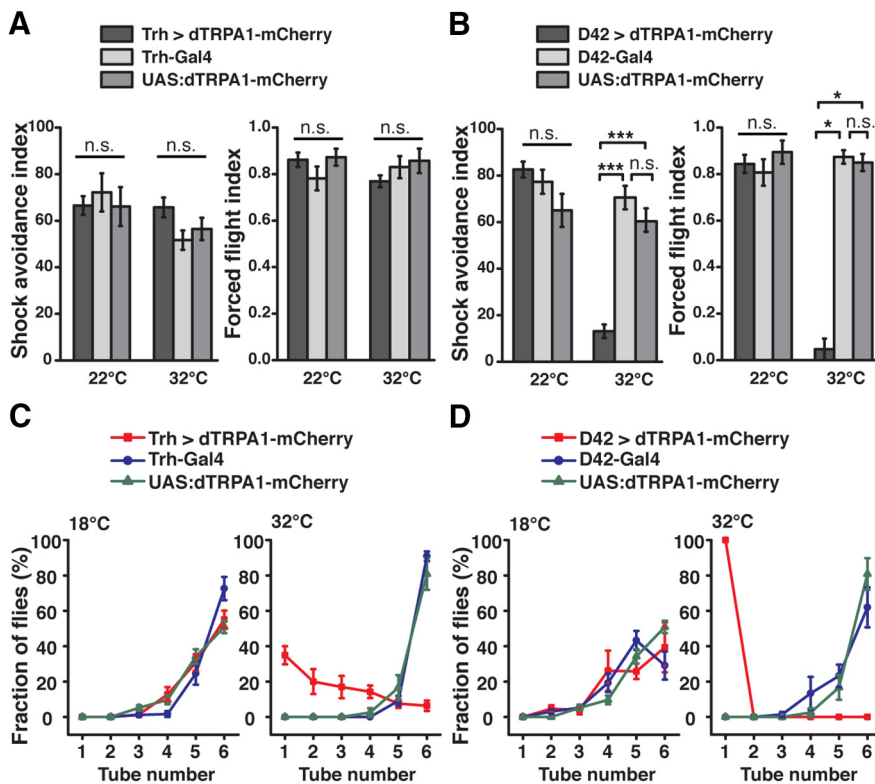 A
Trh > dTRPA1-mCherry
Trh-Gal4
UAS:dTRPA1-mCherry
Shock avoidance index
100
80
60
40
20
0
n.s.
n.s.
22°C
32°C
Forced flight index
1.0
0.8
0.6
0.4
0.2
0.0
n.s.
n.s.
22°C
32°C
B
D42 > dTRPA1-mCherry
D42-Gal4
UAS:dTRPA1-mCherry
Shock avoidance index
100
80
60
40
20
0
n.s.
***
***
n.s.
22°C
32°C
Forced flight index
1.0
0.8
0.6
0.4
0.2
0.0
n.s.
*
*
n.s.
22°C
32°C
C
Trh > dTRPA1-mCherry
Trh-Gal4
UAS:dTRPA1-mCherry
18°C
Fraction of flies (%)
100
80
60
40
20
0
1 2 3 4 5 6
Tube number
32°C
100
80
60
40
20
0
1 2 3 4 5 6
Tube number
D
D42 > dTRPA1-mCherry
D42-Gal4
UAS:dTRPA1-mCherry
18°C
Fraction of flies (%)
100
80
60
40
20
0
1 2 3 4 5 6
Tube number
32°C
100
80
60
40
20
0
1 2 3 4 5 6
Tube number